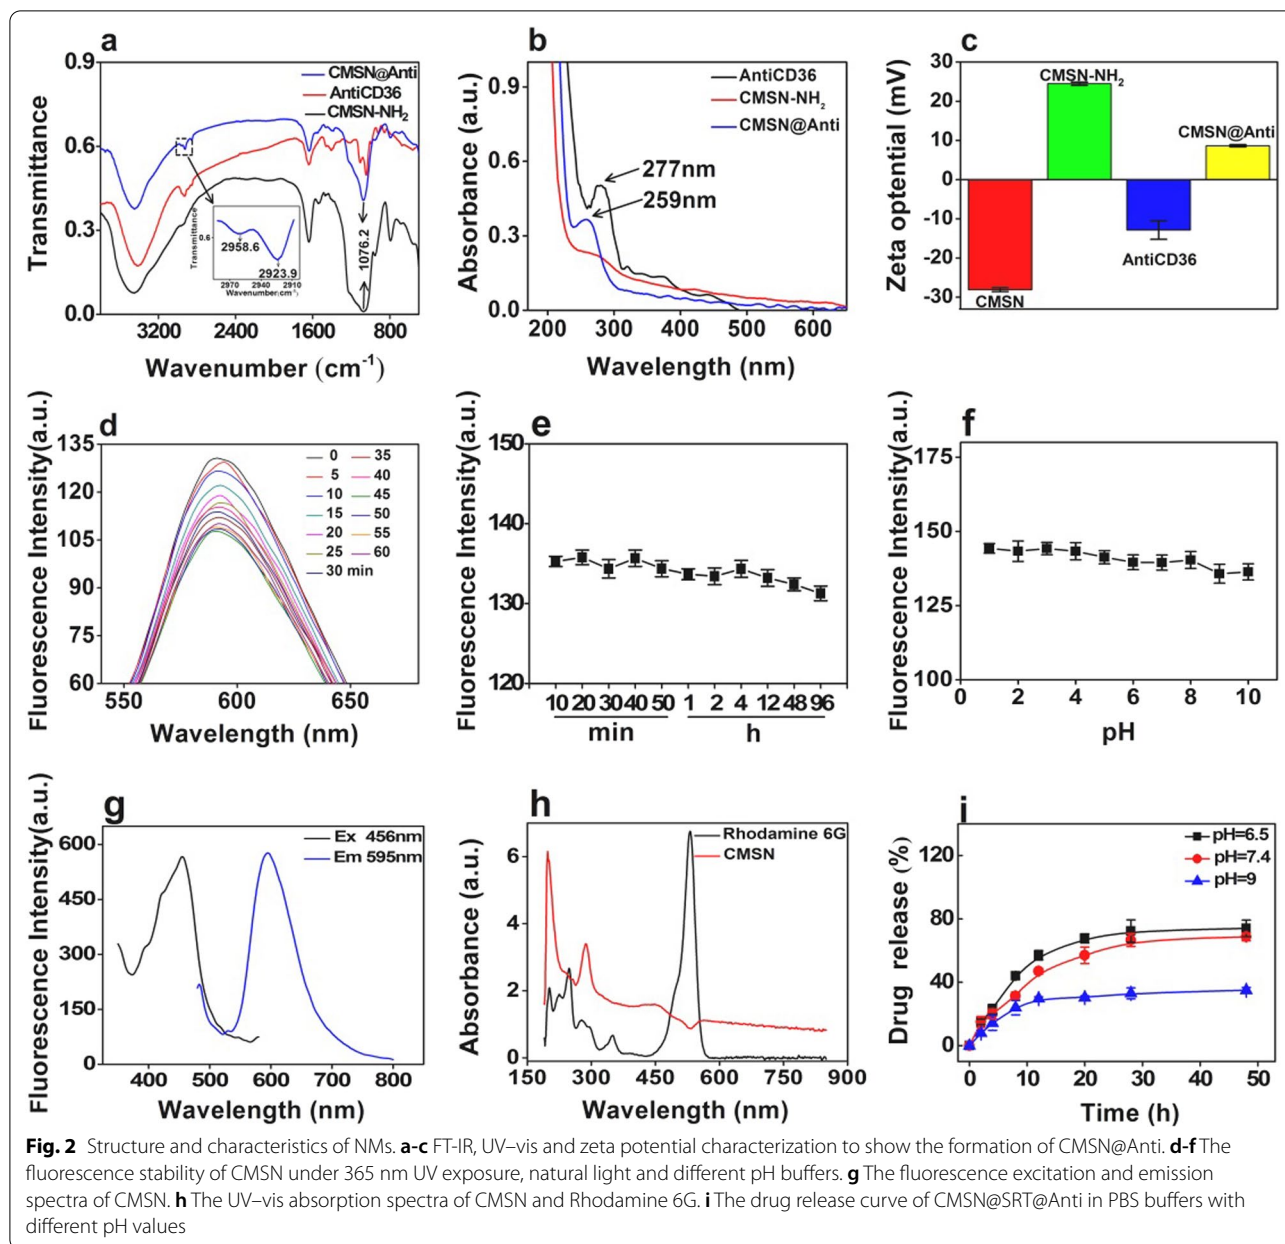 a
0.9
0.6
0.3
0.0
Transmittance
CMSN@Anti
AntiCD36
CMSN-NH2
0.6
Transmittance
2958.6
2923.9
2970 2940 2910
Wavenumber(cm-1)
1076.2
3200 2400 1600 800
Wavenumber (cm-1)
b
0.9
0.6
0.3
0.0
Absorbance (a.u.)
AntiCD36
CMSN-NH2
CMSN@Anti
277nm
259nm
200 300 400 500 600
Wavelength (nm)
c
30
20
10
0
-10
-20
-30
Zeta optential (mV)
CMSN-NH2
CMSN@Anti
AntiCD36
CMSN
d
135
120
105
90
75
60
Fluorescence Intensity(a.u.)
0 35
5 40
10 45
15 50
20 55
25 60
30 min
550 600 650
Wavelength (nm)
e
150
140
130
120
Fluorescence Intensity(a.u.)
10 20 30 40 50 1 2 4 12 48 96
min h
f
175
150
125
100
Fluorescence Intensity(a.u.)
0 2 4 6 8 10
pH
g
600
450
300
150
0
Fluorescence Intensity(a.u.)
Ex 456nm
Em 595nm
400 500 600 700 800
Wavelength (nm)
h
6
4
2
0
Absorbance (a.u.)
Rhodamine 6G
CMSN
150 300 450 600 750 900
Wavelength (nm)
i
120
80
40
0
Drug release (%)
pH=6.5
pH=7.4
pH=9
0 10 20 30 40 50
Time (h)
Fig. 2 Structure and characteristics of NMs. a-c FT-IR, UV–vis and zeta potential characterization to show the formation of CMSN@Anti. d-f The
fluorescence stability of CMSN under 365 nm UV exposure, natural light and different pH buffers. g The fluorescence excitation and emission
spectra of CMSN. h The UV–vis absorption spectra of CMSN and Rhodamine 6G. i The drug release curve of CMSN@SRT@Anti in PBS buffers with
different pH values